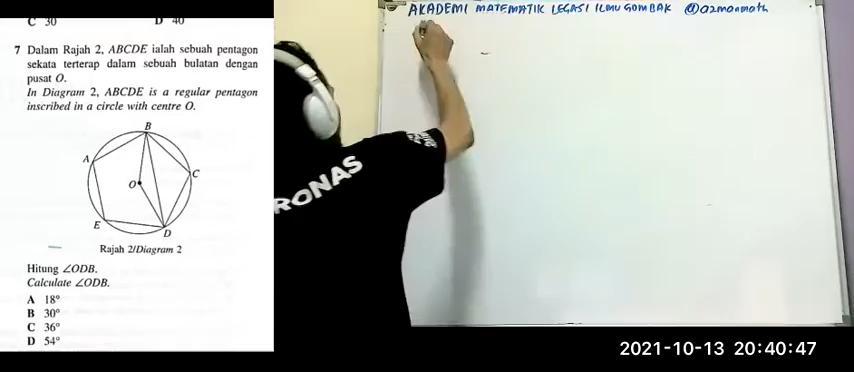 C 30 D 40
7 Dalam Rajah 2, ABCDE ialah sebuah pentagon
sekata terterap dalam sebuah bulatan dengan
pusat O.
In Diagram 2, ABCDE is a regular pentagon
inscribed in a circle with centre O.
B
A
C
O
E
D
Rajah 2/Diagram 2
Hitung ∠ODB.
Calculate ∠ODB.
A 18°
B 30°
C 36°
D 54°
AKADEMI MATEMATIK LEGASI ILMU GOMBAK @azmanmath
RONAS
2021-10-13 20:40:47